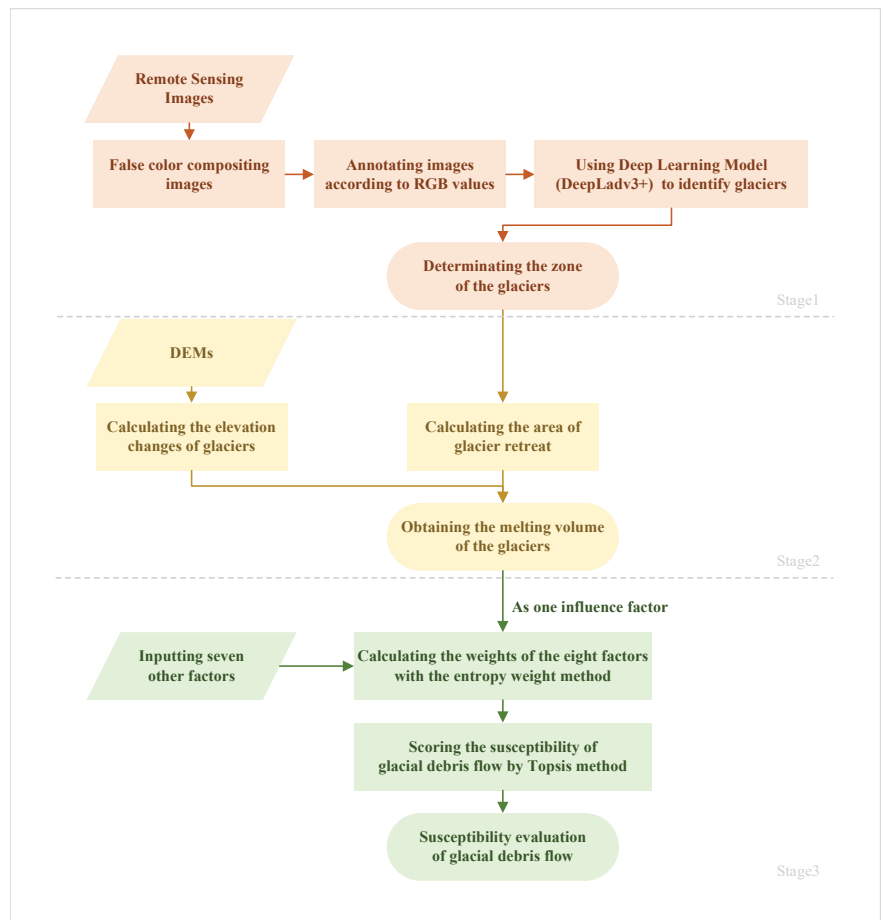 Remote Sensing
Images
False color compositing
images
Annotating images
according to RGB values
Using Deep Learning Model
(DeepLadv3+) to identify glaciers
Determinating the zone
of the glaciers
Stage1
DEMs
Calculating the elevation
changes of glaciers
Calculating the area of
glacier retreat
Obtaining the melting volume
of the glaciers
Stage2
As one influence factor
Inputting seven
other factors
Calculating the weights of the eight factors
with the entropy weight method
Scoring the susceptibility of
glacial debris flow by Topsis method
Susceptibility evaluation
of glacial debris flow
Stage3